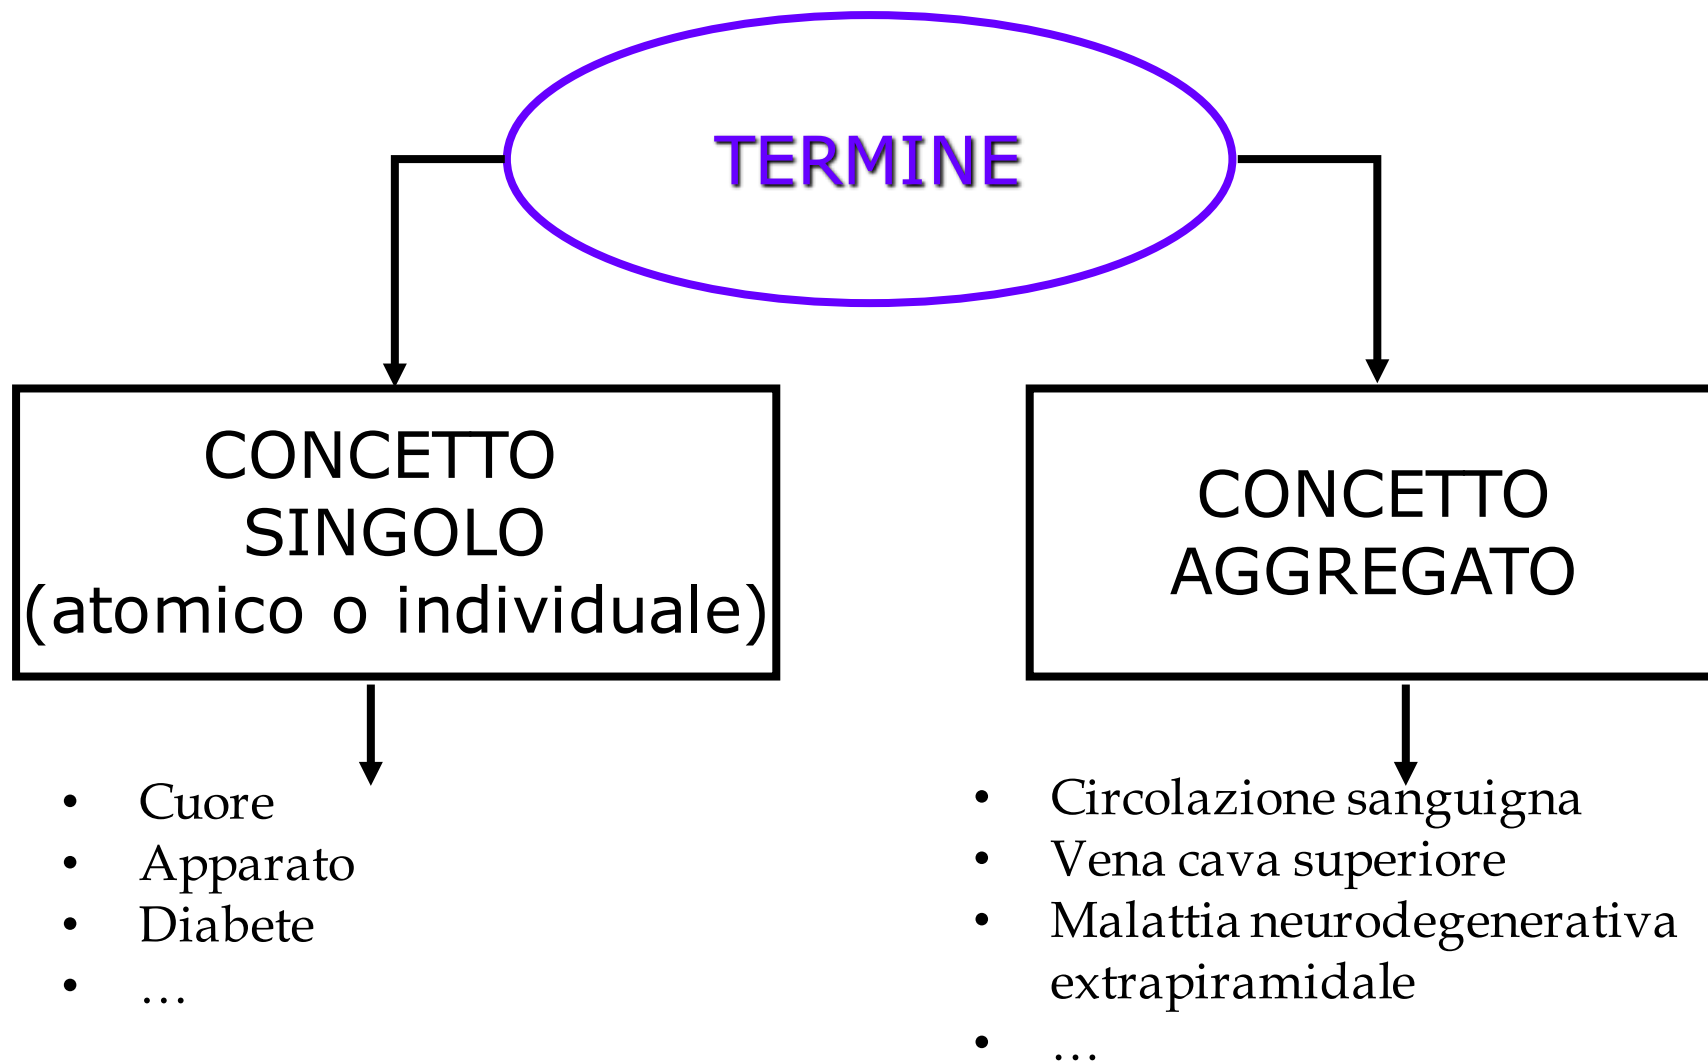 TERMINE
CONCETTO
SINGOLO
(atomico o individuale)
• Cuore
• Apparato
• Diabete
• …
CONCETTO
AGGREGATO
• Circolazione sanguigna
• Vena cava superiore
• Malattia neurodegenerativa
extrapiramidale
• …